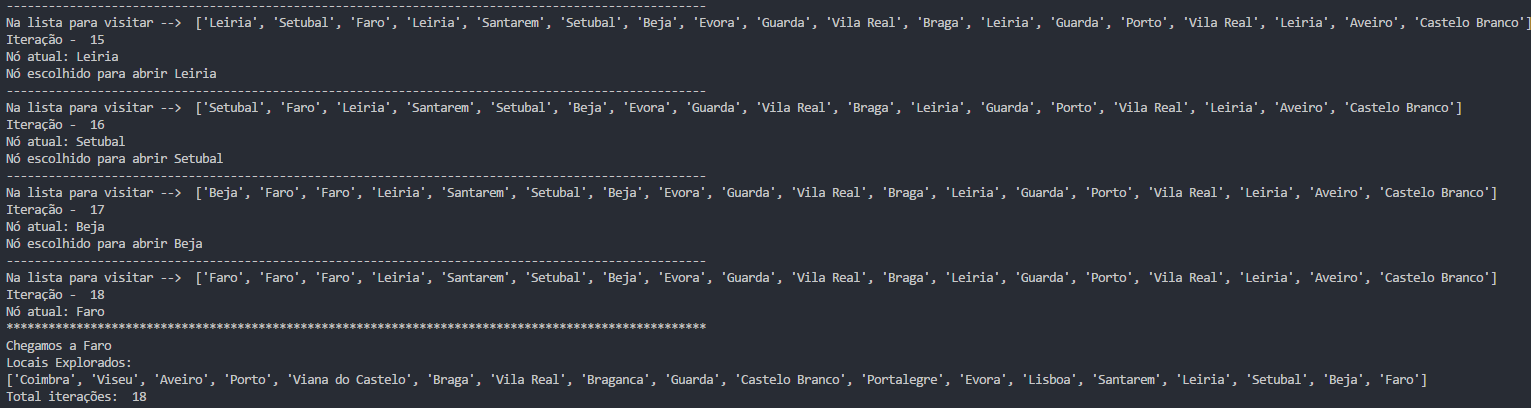 ----------------------------------------------------------------------------------------------------
Na lista para visitar --> ['Leiria', 'Setubal', 'Faro', 'Leiria', 'Santarem', 'Setubal', 'Beja', 'Evora', 'Guarda', 'Vila Real', 'Braga', 'Leiria', 'Guarda', 'Porto', 'Vila Real', 'Leiria', 'Aveiro', 'Castelo Branco']
Iteração -  15
Nó atual: Leiria
Nó escolhido para abrir Leiria
----------------------------------------------------------------------------------------------------
Na lista para visitar --> ['Setubal', 'Faro', 'Leiria', 'Santarem', 'Setubal', 'Beja', 'Evora', 'Guarda', 'Vila Real', 'Braga', 'Leiria', 'Guarda', 'Porto', 'Vila Real', 'Leiria', 'Aveiro', 'Castelo Branco']
Iteração -  16
Nó atual: Setubal
Nó escolhido para abrir Setubal
----------------------------------------------------------------------------------------------------
Na lista para visitar --> ['Beja', 'Faro', 'Faro', 'Leiria', 'Santarem', 'Setubal', 'Beja', 'Evora', 'Guarda', 'Vila Real', 'Braga', 'Leiria', 'Guarda', 'Porto', 'Vila Real', 'Leiria', 'Aveiro', 'Castelo Branco']
Iteração -  17
Nó atual: Beja
Nó escolhido para abrir Beja
----------------------------------------------------------------------------------------------------
Na lista para visitar --> ['Faro', 'Faro', 'Faro', 'Leiria', 'Santarem', 'Setubal', 'Beja', 'Evora', 'Guarda', 'Vila Real', 'Braga', 'Leiria', 'Guarda', 'Porto', 'Vila Real', 'Leiria', 'Aveiro', 'Castelo Branco']
Iteração -  18
Nó atual: Faro
****************************************************************************************************
Chegamos a Faro
Locais Explorados:
['Coimbra', 'Viseu', 'Aveiro', 'Porto', 'Viana do Castelo', 'Braga', 'Vila Real', 'Braganca', 'Guarda', 'Castelo Branco', 'Portalegre', 'Evora', 'Lisboa', 'Santarem', 'Leiria', 'Setubal', 'Beja', 'Faro']
Total iterações:  18